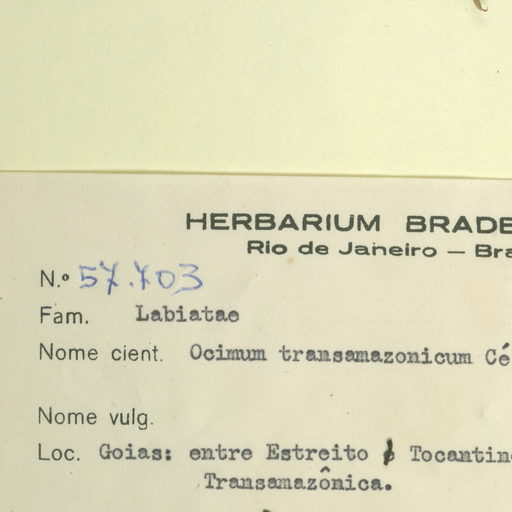 HERBARIUM BRADE
Rio de Janeiro — Bra
N.º 57.703
Fam. Labiatae
Nome cient. Ocimum transamazonicum Cé
Nome vulg.
Loc. Goias: entre Estreito Tocantin
Transamazônica.